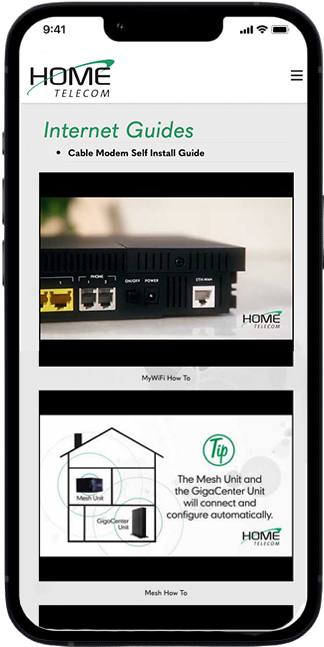 9:41
HOME
TELECOM
Internet Guides
• Cable Modem Self Install Guide
PHONE
1 1 2
ON/OFF POWER
HOME
TELECOM
MyWiFi How To
Tip
The Mesh Unit and
the GigaCenter Unit
will connect and
configure automatically.
Mesh Unit
GigaCenter
Unit
HOME
TELECOM
Mesh How To